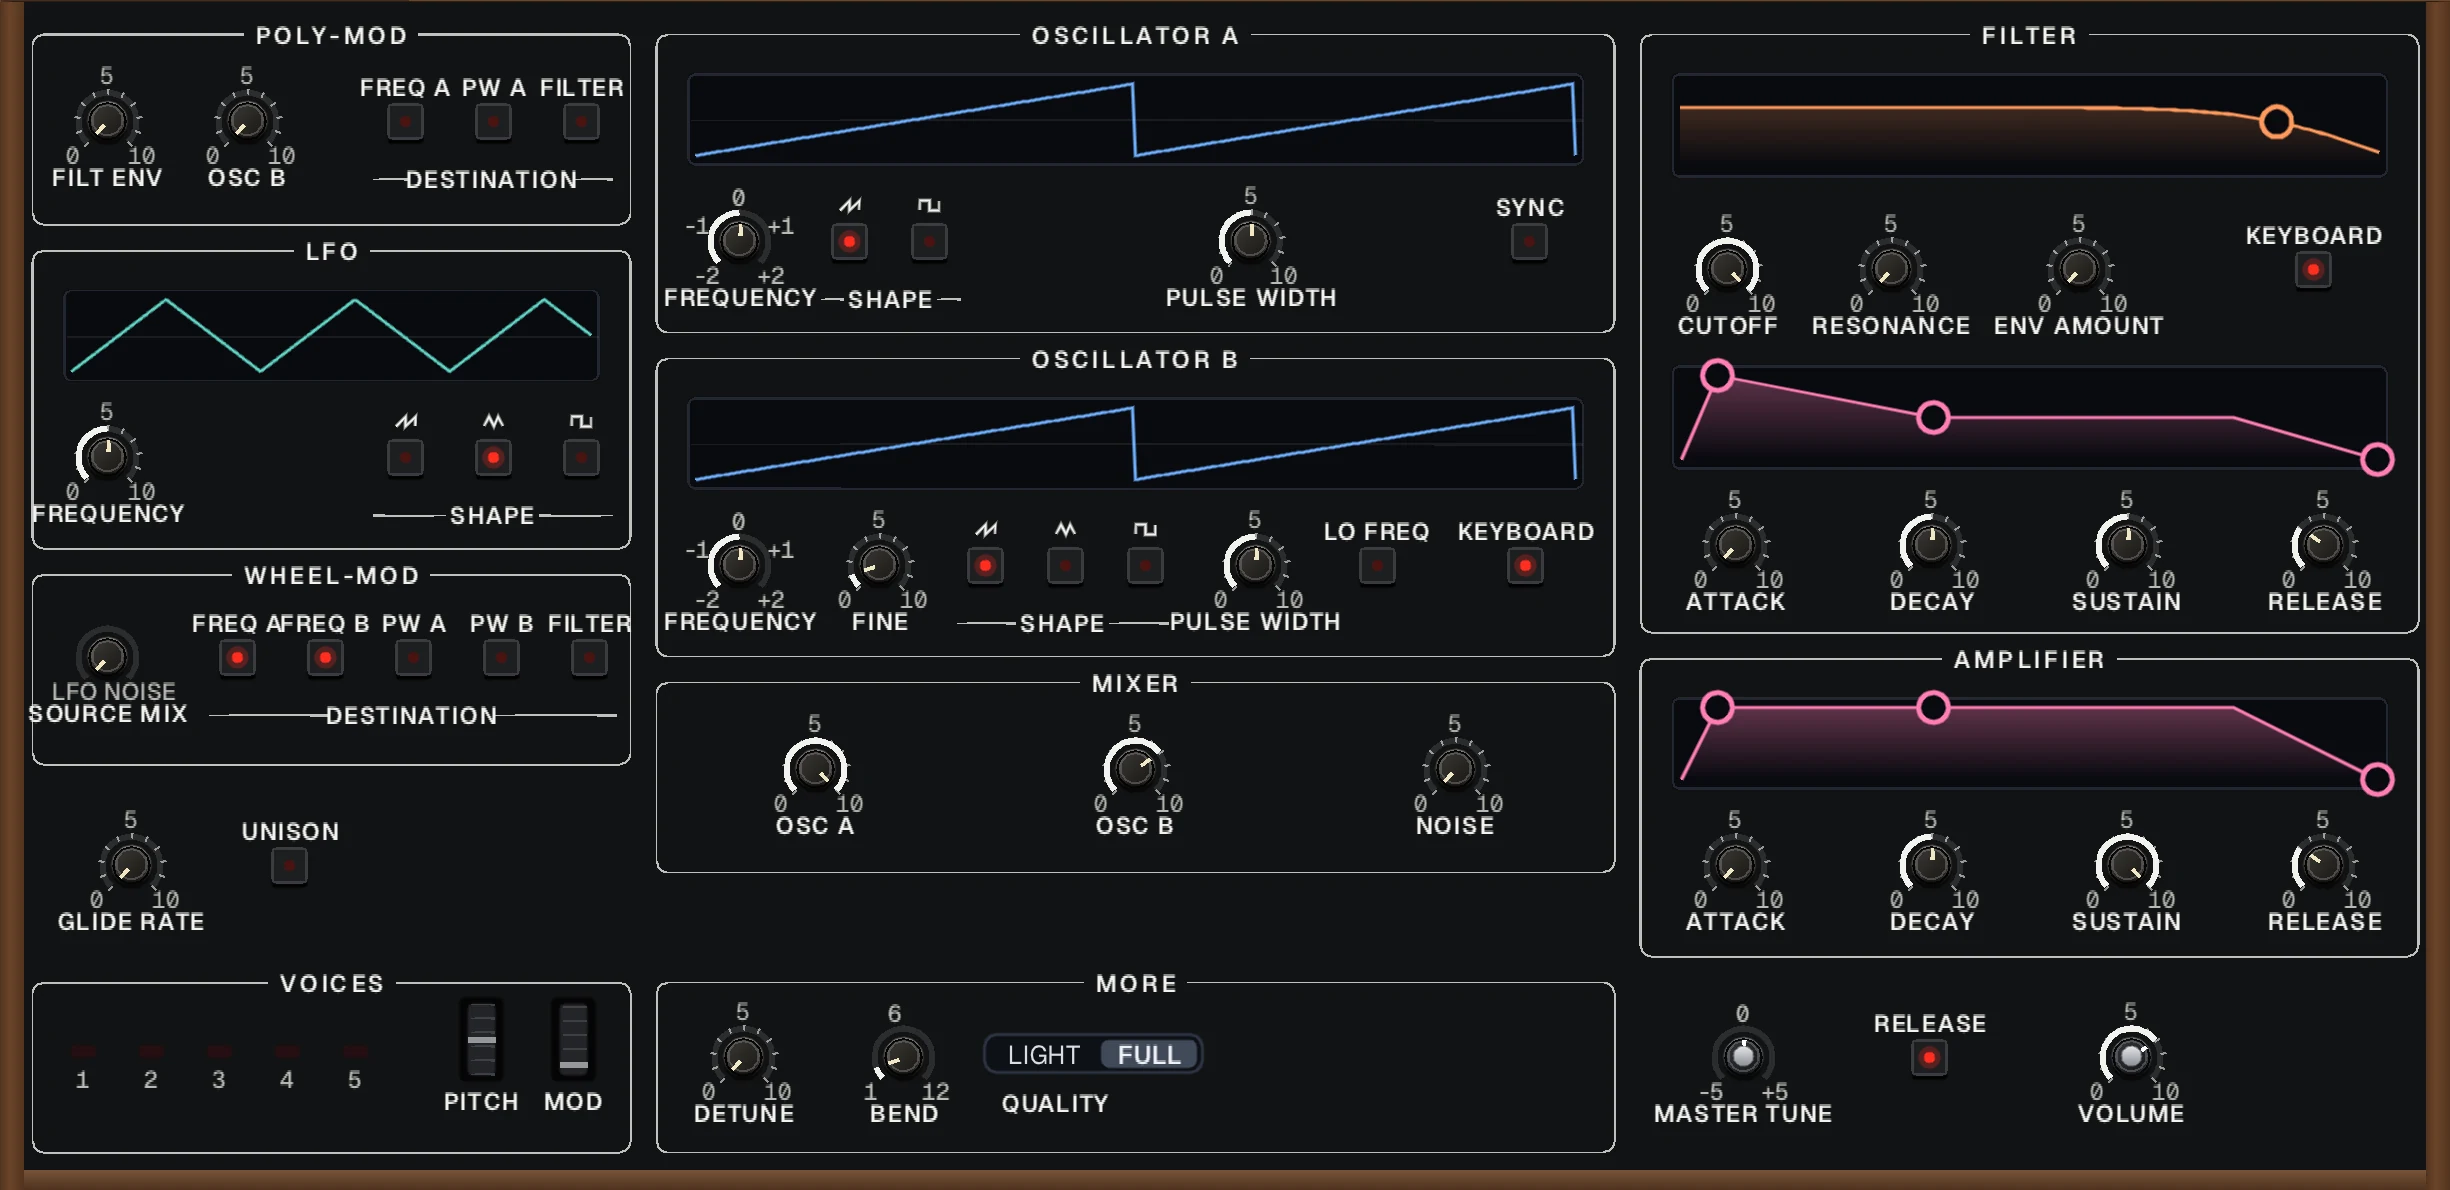 POLY-MOD
5 5
FREQ A PW A FILTER
0 10 0 10
FILT ENV OSC B DESTINATION
LFO
5
0 10
FREQUENCY SHAPE
WHEEL-MOD
FREQ A FREQ B PW A PW B FILTER
LFO NOISE
SOURCE MIX DESTINATION
5
UNISON
0 10
GLIDE RATE
VOICES
1 2 3 4 5
PITCH MOD
OSCILLATOR A
0 5
SYNC
-1 +1
-2 +2 0 10
FREQUENCY SHAPE PULSE WIDTH
OSCILLATOR B
0 5 5
LO FREQ KEYBOARD
-1 +1
-2 +2 0 10 0 10
FREQUENCY FINE SHAPE PULSE WIDTH
MIXER
5 5 5
0 10 0 10 0 10
OSC A OSC B NOISE
MORE
5 6
LIGHT FULL
0 10 1 12
DETUNE BEND QUALITY
FILTER
5 5 5
KEYBOARD
0 10 0 10 0 10
CUTOFF RESONANCE ENV AMOUNT
5 5 5 5
0 10 0 10 0 10 0 10
ATTACK DECAY SUSTAIN RELEASE
AMPLIFIER
5 5 5 5
0 10 0 10 0 10 0 10
ATTACK DECAY SUSTAIN RELEASE
0 5
RELEASE
-5 +5 0 10
MASTER TUNE VOLUME